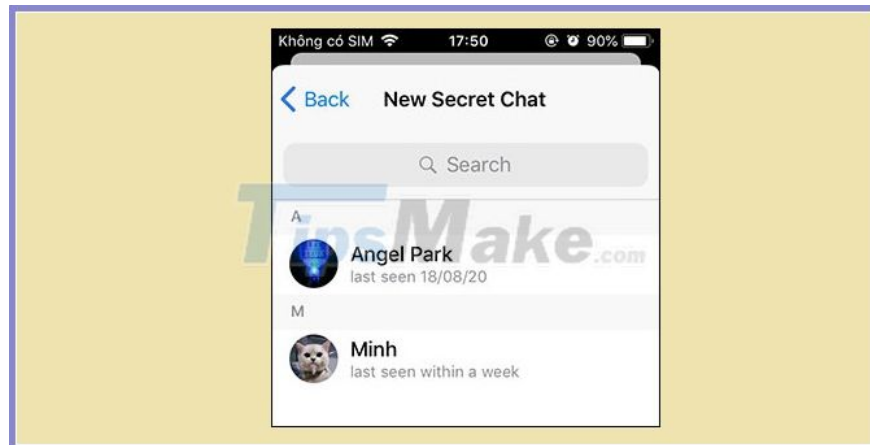 Không có SIM 17:50 90%
Back New Secret Chat
Search
A
TipsMake.com
Angel Park
last seen 18/08/20
M
Minh
last seen within a week